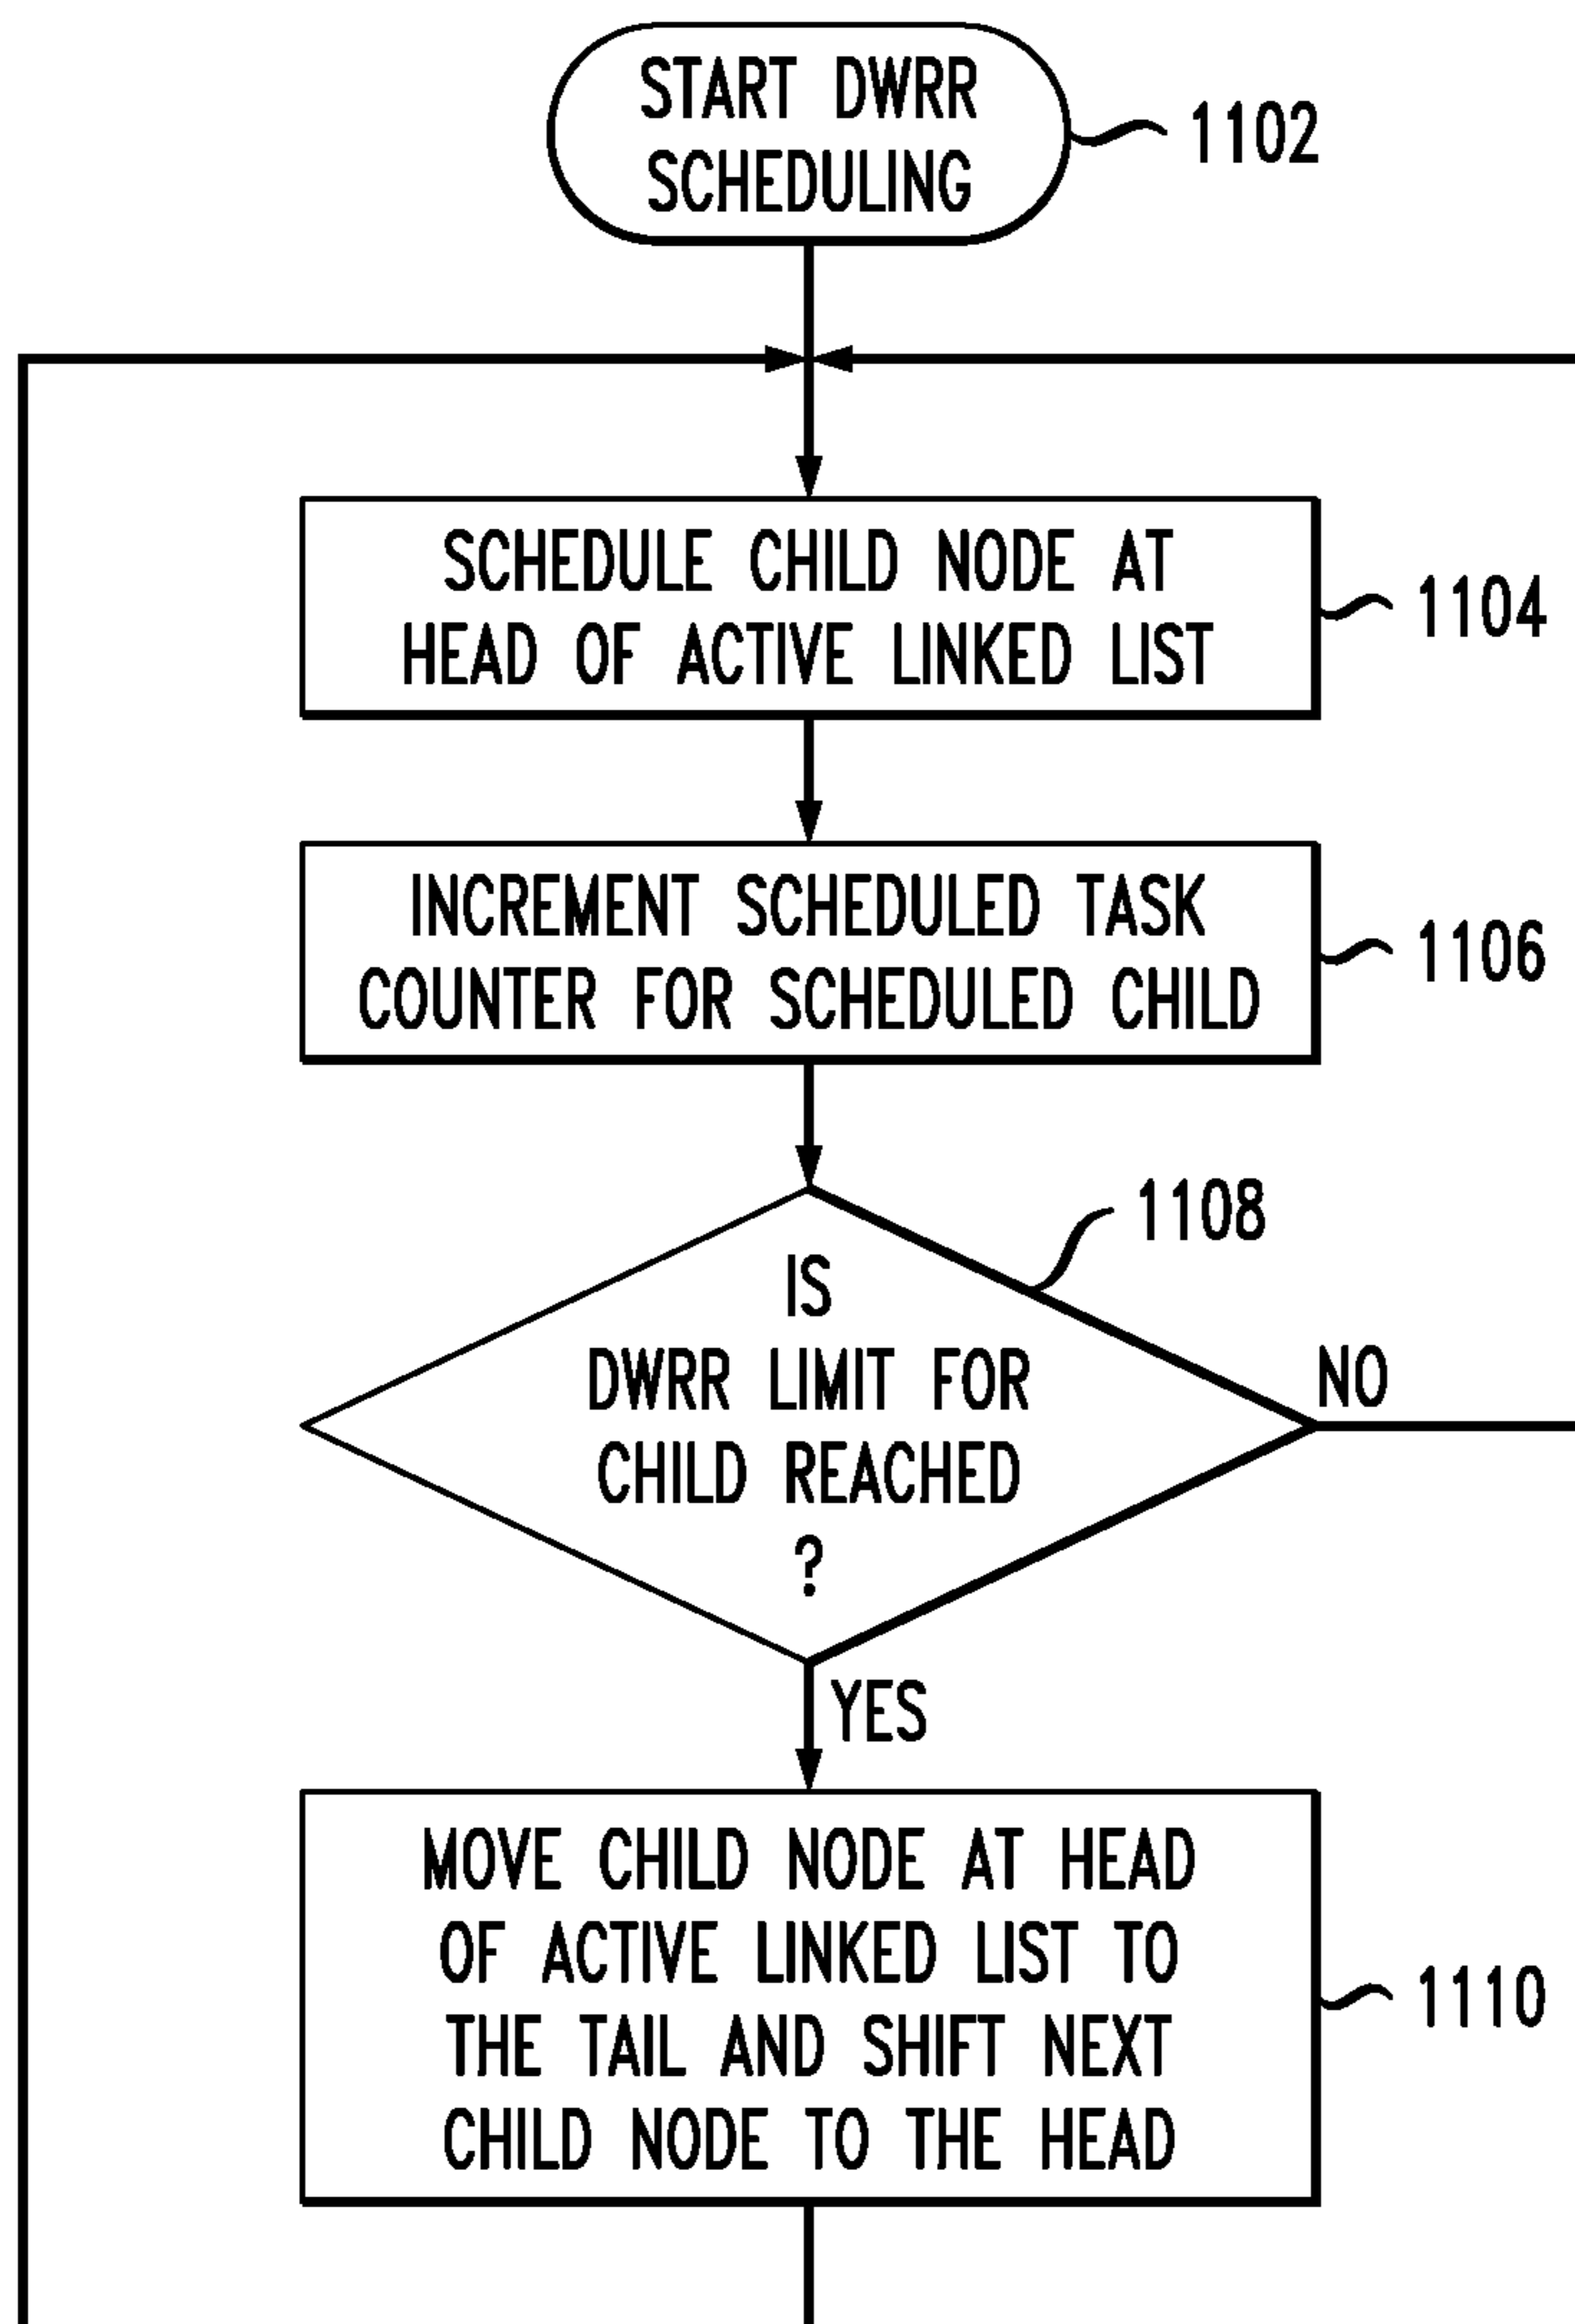 START DWRR
SCHEDULING
1102
SCHEDULE CHILD NODE AT
HEAD OF ACTIVE LINKED LIST
1104
INCREMENT SCHEDULED TASK
COUNTER FOR SCHEDULED CHILD
1106
1108
IS
DWRR LIMIT FOR
CHILD REACHED
?
NO
YES
MOVE CHILD NODE AT HEAD
OF ACTIVE LINKED LIST TO
THE TAIL AND SHIFT NEXT
CHILD NODE TO THE HEAD
1110